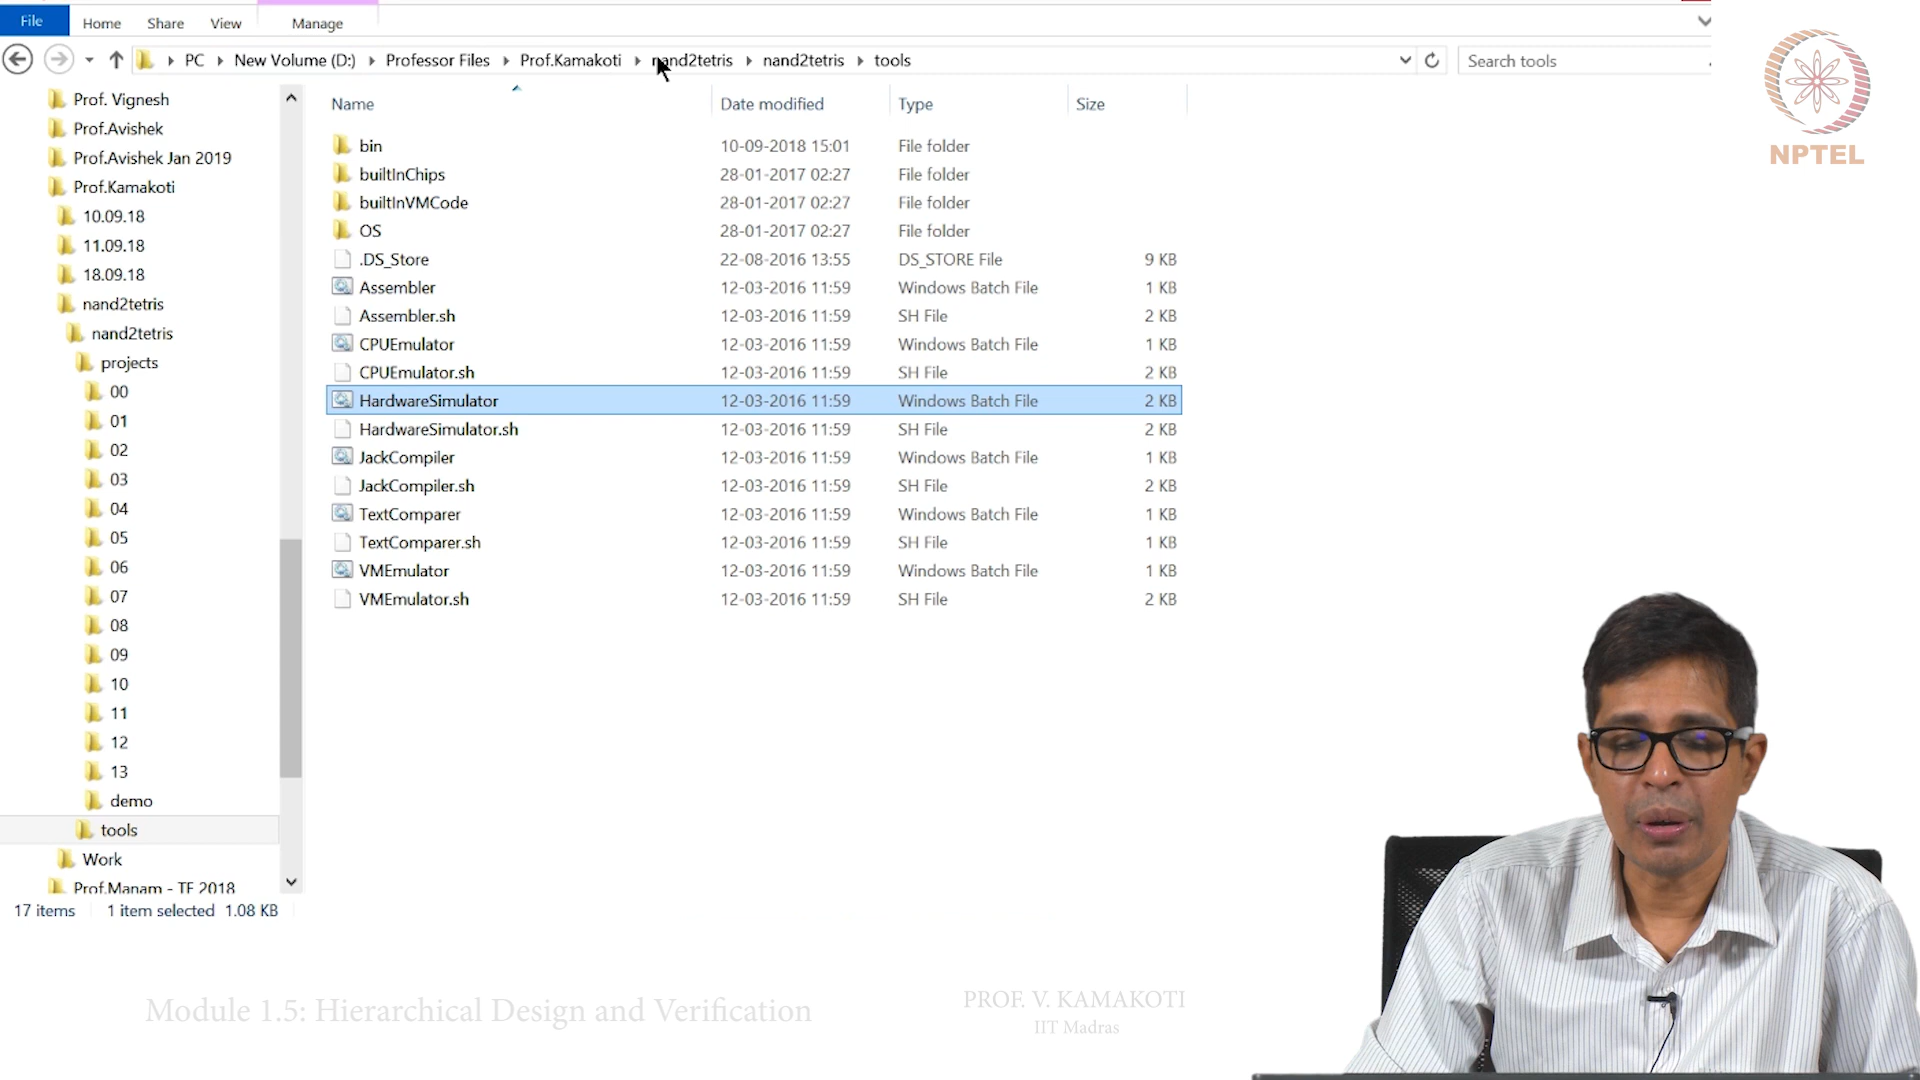 File Home Share View Manage
PC New Volume (D:) Professor Files Prof.Kamakoti nand2tetris nand2tetris tools Search tools
NPTEL
Prof. Vignesh
Prof.Avishek
Prof.Avishek Jan 2019
Prof.Kamakoti
10.09.18
11.09.18
18.09.18
nand2tetris
nand2tetris
projects
00
01
02
03
04
05
06
07
08
09
10
11
12
13
demo
tools
Work
Prof.Manam - TF 2018
Name Date modified Type Size
bin 10-09-2018 15:01 File folder
builtInChips 28-01-2017 02:27 File folder
builtInVMCode 28-01-2017 02:27 File folder
OS 28-01-2017 02:27 File folder
.DS_Store 22-08-2016 13:55 DS_STORE File 9 KB
Assembler 12-03-2016 11:59 Windows Batch File 1 KB
Assembler.sh 12-03-2016 11:59 SH File 2 KB
CPUEmulator 12-03-2016 11:59 Windows Batch File 1 KB
CPUEmulator.sh 12-03-2016 11:59 SH File 2 KB
HardwareSimulator 12-03-2016 11:59 Windows Batch File 2 KB
HardwareSimulator.sh 12-03-2016 11:59 SH File 2 KB
JackCompiler 12-03-2016 11:59 Windows Batch File 1 KB
JackCompiler.sh 12-03-2016 11:59 SH File 2 KB
TextComparer 12-03-2016 11:59 Windows Batch File 1 KB
TextComparer.sh 12-03-2016 11:59 SH File 1 KB
VMEmulator 12-03-2016 11:59 Windows Batch File 1 KB
VMEmulator.sh 12-03-2016 11:59 SH File 2 KB
17 items 1 item selected 1.08 KB
Module 1.5: Hierarchical Design and Verification
PROF. V. KAMAKOTI
IIT Madras